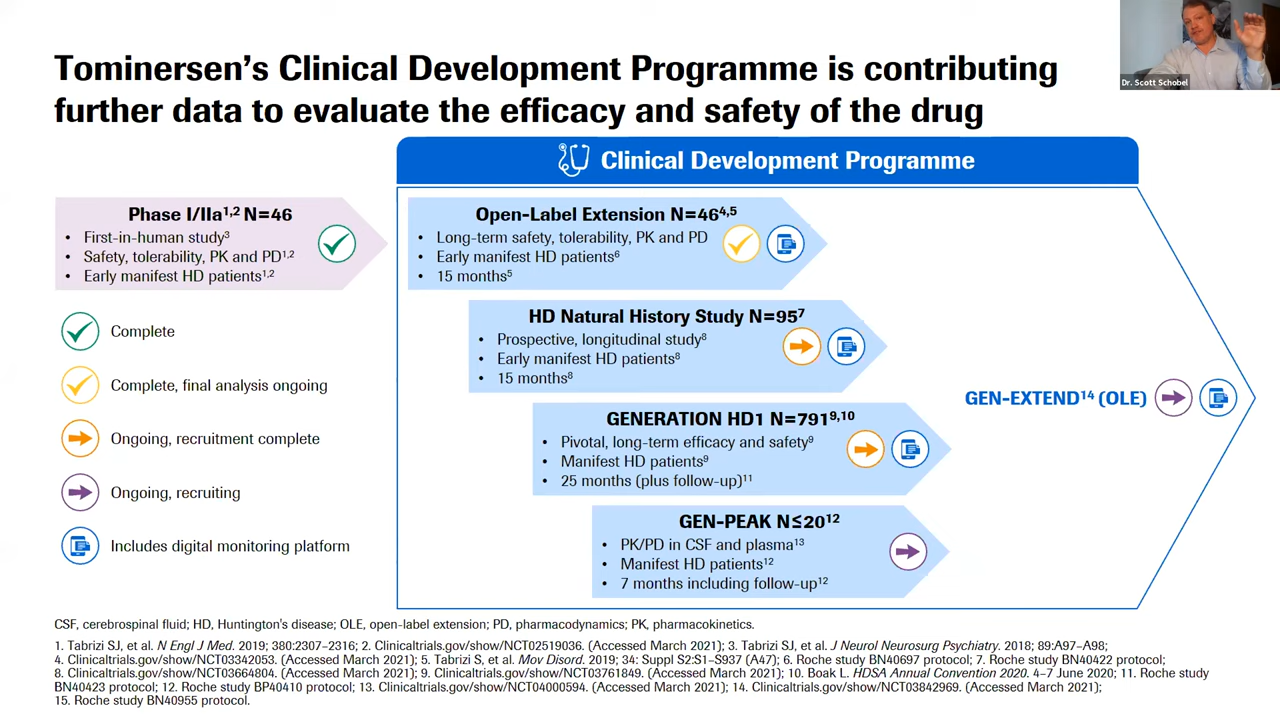 Tominersen’s Clinical Development Programme is contributing
further data to evaluate the efficacy and safety of the drug
Dr. Scott Schobel
Clinical Development Programme
Phase I/IIa1,2 N=46
• First-in-human study3
• Safety, tolerability, PK and PD1,2
• Early manifest HD patients1,2
Open-Label Extension N=464,5
• Long-term safety, tolerability, PK and PD
• Early manifest HD patients6
• 15 months5
HD Natural History Study N=957
• Prospective, longitudinal study8
• Early manifest HD patients8
• 15 months8
GENERATION HD1 N=7919,10
• Pivotal, long-term efficacy and safety9
• Manifest HD patients9
• 25 months (plus follow-up)11
GEN-PEAK N≤2012
• PK/PD in CSF and plasma13
• Manifest HD patients12
• 7 months including follow-up12
GEN-EXTEND14 (OLE)
Complete
Complete, final analysis ongoing
Ongoing, recruitment complete
Ongoing, recruiting
Includes digital monitoring platform
CSF, cerebrospinal fluid; HD, Huntington’s disease; OLE, open-label extension; PD, pharmacodynamics; PK, pharmacokinetics.
1. Tabrizi SJ, et al. N Engl J Med. 2019; 380:2307–2316; 2. Clinicaltrials.gov/show/NCT02519036. (Accessed March 2021); 3. Tabrizi SJ, et al. J Neurol Neurosurg Psychiatry. 2018; 89:A97–A98;
4. Clinicaltrials.gov/show/NCT03342053. (Accessed March 2021); 5. Tabrizi S, et al. Mov Disord. 2019; 34: Suppl S2:S1–S937 (A47); 6. Roche study BN40697 protocol; 7. Roche study BN40422 protocol;
8 Clinicaltrials.gov/show/NCT03664804. (Accessed March 2021); 9. Clinicaltrials.gov/show/NCT03761849. (Accessed March 2021); 10. Boak L. HDSA Annual Convention 2020. 4–7 June 2020; 11. Roche study
BN40423 protocol; 12. Roche study BP40410 protocol; 13. Clinicaltrials.gov/show/NCT04000594. (Accessed March 2021); 14. Clinicaltrials.gov/show/NCT03842969. (Accessed March 2021);
15. Roche study BN40955 protocol.